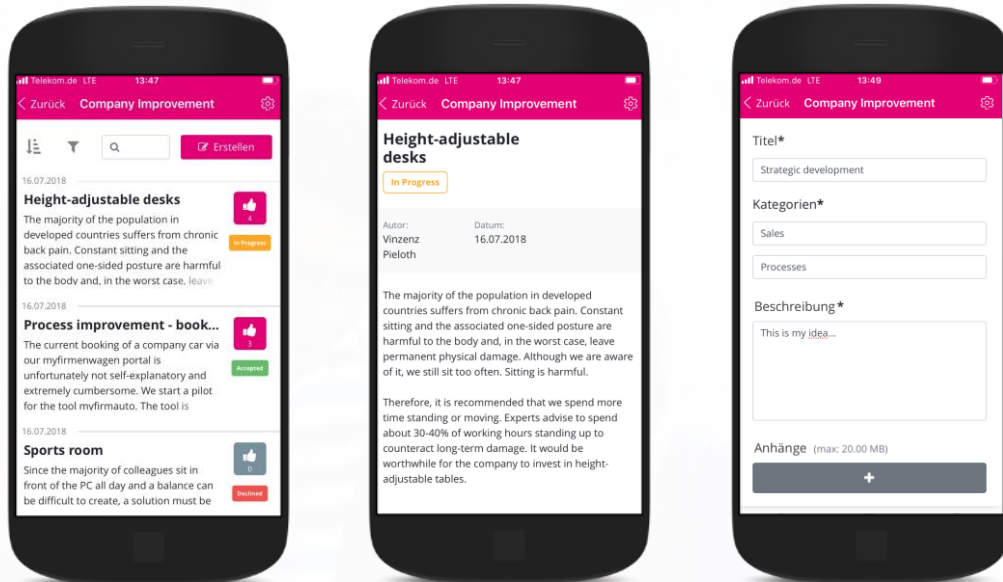 Telekom.de LTE 13:47
Zurück Company Improvement
Erstellen
16.07.2018
Height-adjustable desks
4
The majority of the population in
developed countries suffers from chronic
back pain. Constant sitting and the
In Progress
associated one-sided posture are harmful
to the body and, in the worst case, leave
16.07.2018
Process improvement - book...
3
The current booking of a company car via
our myfirmenwagen portal is
unfortunately not self-explanatory and
Accepted
extremely cumbersome. We start a pilot
for the tool myfirmauto. The tool is
16.07.2018
Sports room
0
Since the majority of colleagues sit in
front of the PC all day and a balance can
Declined
be difficult to create, a solution must be
Telekom.de LTE 13:47
Zurück Company Improvement
Height-adjustable
desks
In Progress
Autor: Datum:
Vinzenz 16.07.2018
Pieloth
The majority of the population in developed
countries suffers from chronic back pain. Constant
sitting and the associated one-sided posture are
harmful to the body and, in the worst case, leave
permanent physical damage. Although we are aware
of it, we still sit too often. Sitting is harmful.
Therefore, it is recommended that we spend more
time standing or moving. Experts advise to spend
about 30-40% of working hours standing up to
counteract long-term damage. It would be
worthwhile for the company to invest in height-
adjustable tables.
Telekom.de LTE 13:49
Zurück Company Improvement
Titel*
Strategic development
Kategorien*
Sales
Processes
Beschreibung*
This is my idea...
Anhänge (max: 20.00 MB)
+